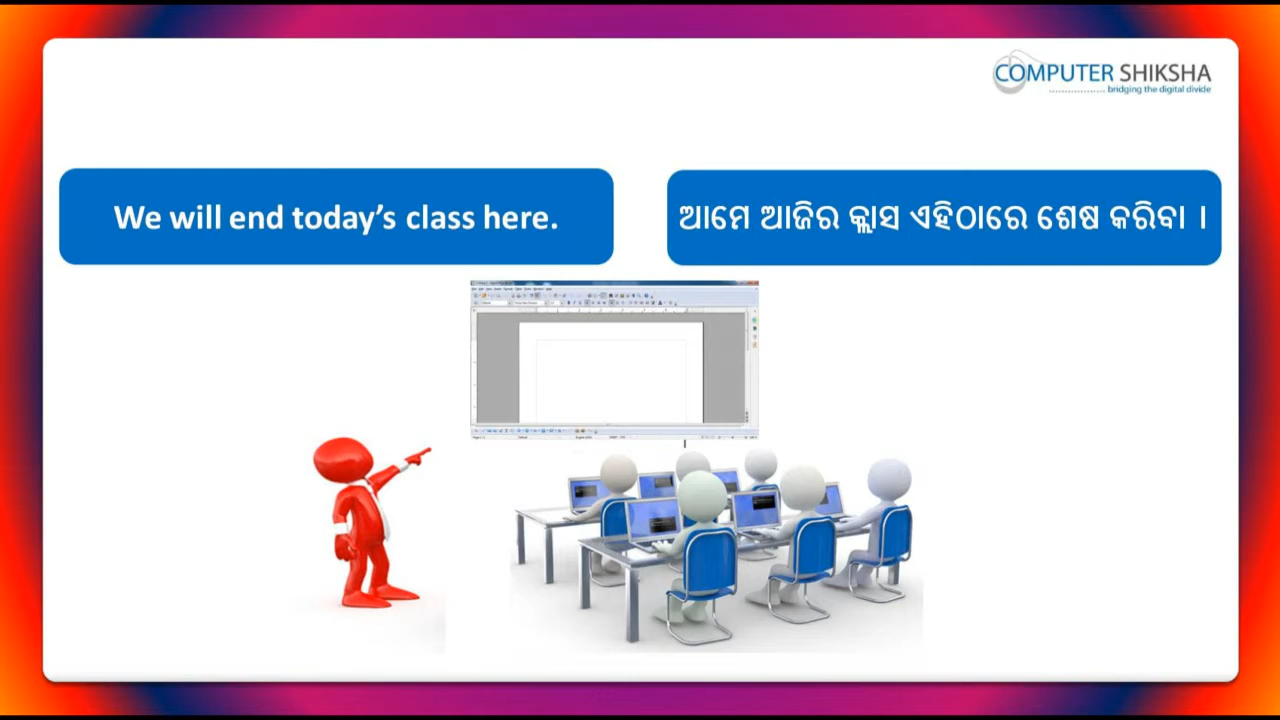 COMPUTER SHIKSHA
bridging the digital divide
We will end today's class here.
ଆମେ ଆଜିର କ୍ଲାସ ଏହିଠାରେ ଶେଷ କରିବା ।